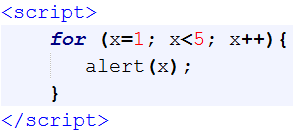 <script>
for (x=1; x<5; x++){
alert(x);
}
</script>